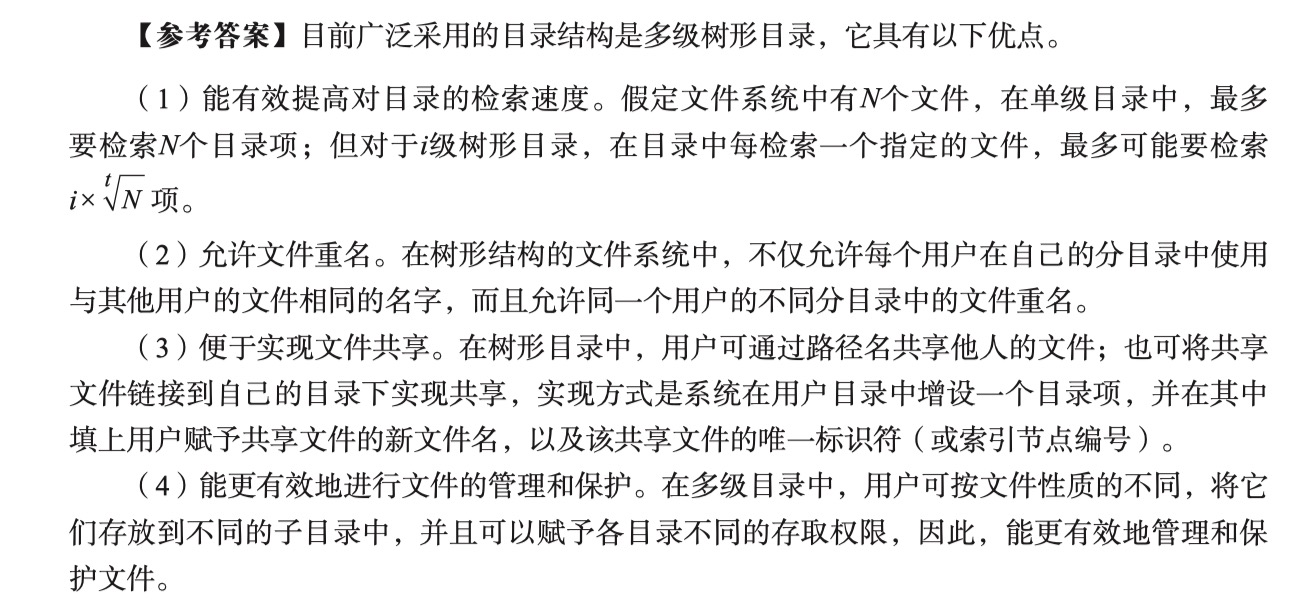 【参考答案】目前广泛采用的目录结构是多级树形目录，它具有以下优点。
（1）能有效提高对目录的检索速度。假定文件系统中有N个文件，在单级目录中，最多
要检索N个目录项；但对于i级树形目录，在目录中每检索一个指定的文件，最多可能要检索
i×\sqrt[t]{N} 项。
（2）允许文件重名。在树形结构的文件系统中，不仅允许每个用户在自己的分目录中使用
与其他用户的文件相同的名字，而且允许同一个用户的不同分目录中的文件重名。
（3）便于实现文件共享。在树形目录中，用户可通过路径名共享他人的文件；也可将共享
文件链接到自己的目录下实现共享，实现方式是系统在用户目录中增设一个目录项，并在其中
填上用户赋予共享文件的新文件名，以及该共享文件的唯一标识符（或索引节点编号）。
（4）能更有效地进行文件的管理和保护。在多级目录中，用户可按文件性质的不同，将它
们存放到不同的子目录中，并且可以赋予各目录不同的存取权限，因此，能更有效地管理和保
护文件。